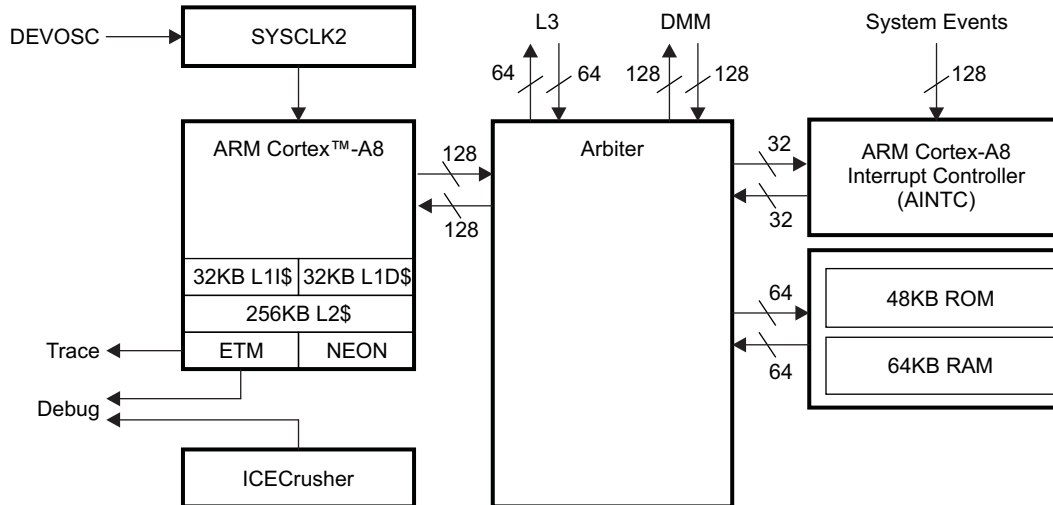 DEVOSC
SYSCLK2
L3
DMM
System Events
64
64
128
128
128
ARM Cortex™-A8
128
128
Arbiter
32
32
ARM Cortex-A8
Interrupt Controller
(AINTC)
32KB L1I$
32KB L1D$
256KB L2$
ETM
NEON
64
64
48KB ROM
64KB RAM
Trace
Debug
ICECrusher